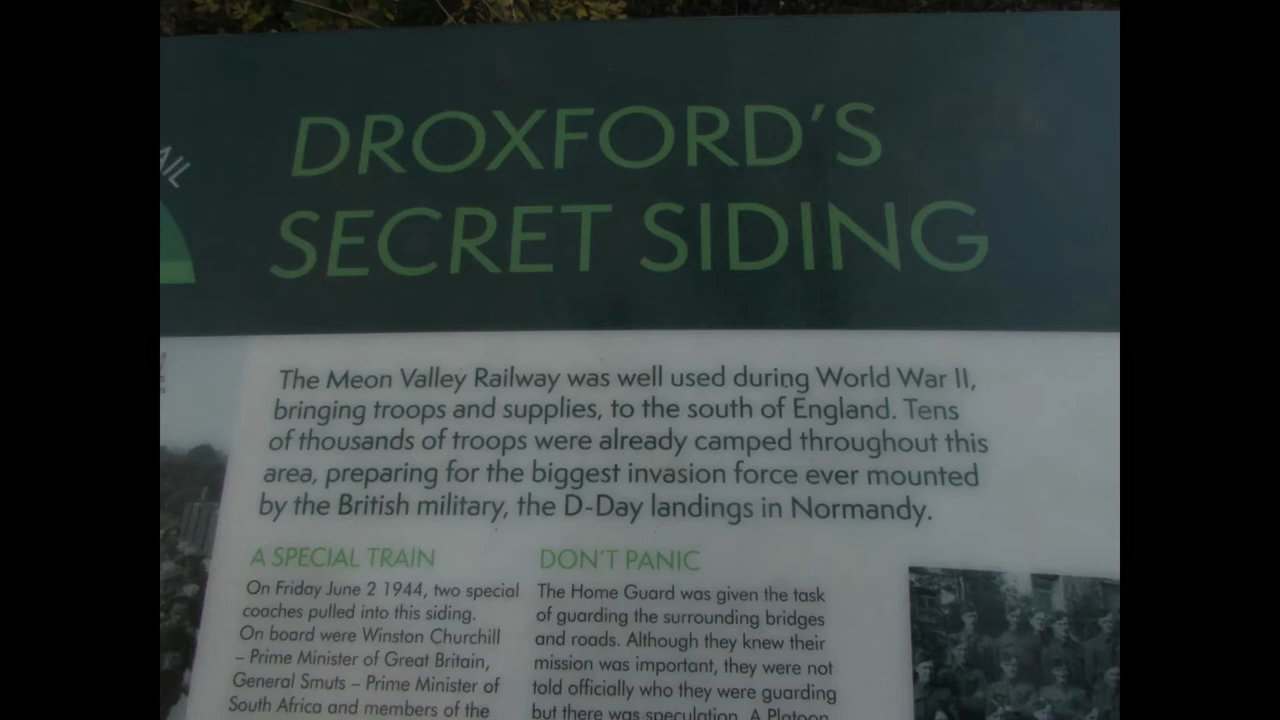 AIL
DROXFORD'S
SECRET SIDING
The Meon Valley Railway was well used during World War II,
bringing troops and supplies, to the south of England. Tens
of thousands of troops were already camped throughout this
area, preparing for the biggest invasion force ever mounted
by the British military, the D-Day landings in Normandy.
A SPECIAL TRAIN
On Friday June 2 1944, two special
coaches pulled into this siding.
On board were Winston Churchill
– Prime Minister of Great Britain,
General Smuts – Prime Minister of
South Africa and members of the
DON'T PANIC
The Home Guard was given the task
of guarding the surrounding bridges
and roads. Although they knew their
mission was important, they were not
told officially who they were guarding
but there was speculation. A Platoon